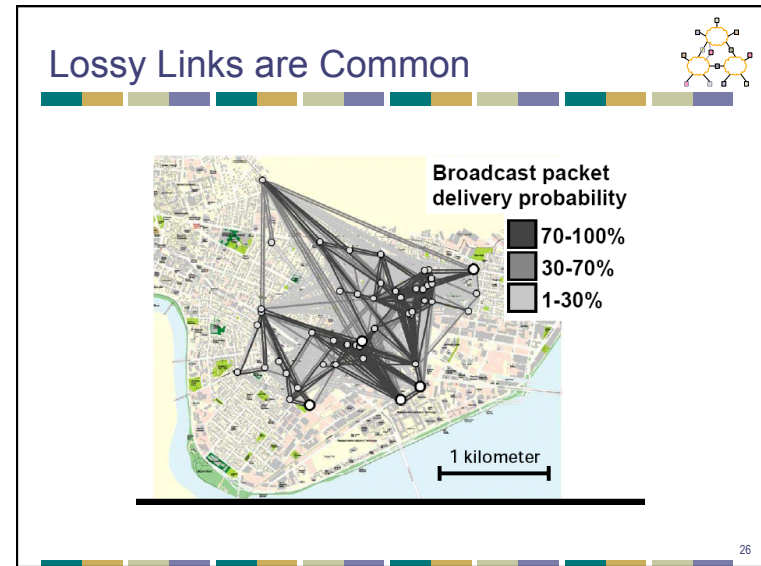 Lossy Links are Common
Broadcast packet
delivery probability
70-100%
30-70%
1-30%
1 kilometer
26